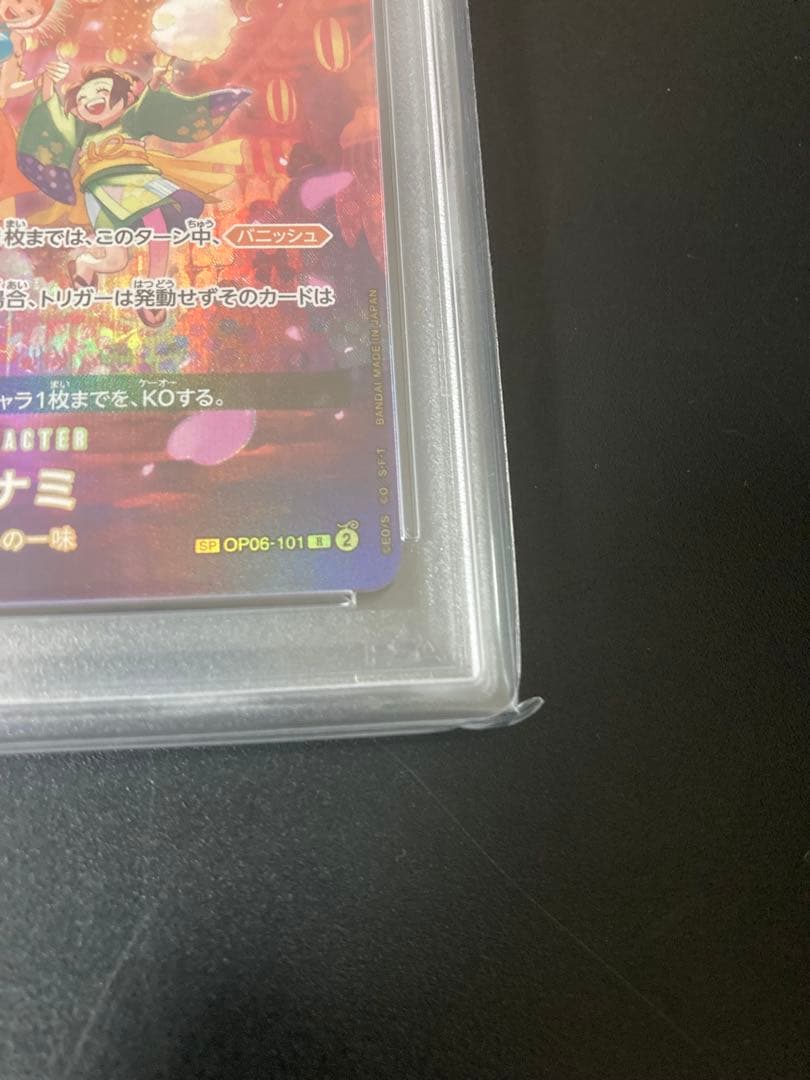 枚までは、このターン中、バニッシュ
場合、トリガーは発動せずそのカードは
ャラ1枚までを、KOする。
ACTER
ナミ
の一味
SP OP06-101 R 2
©E.O/S. ©O S・F・T BANDAI MADE IN JAPAN